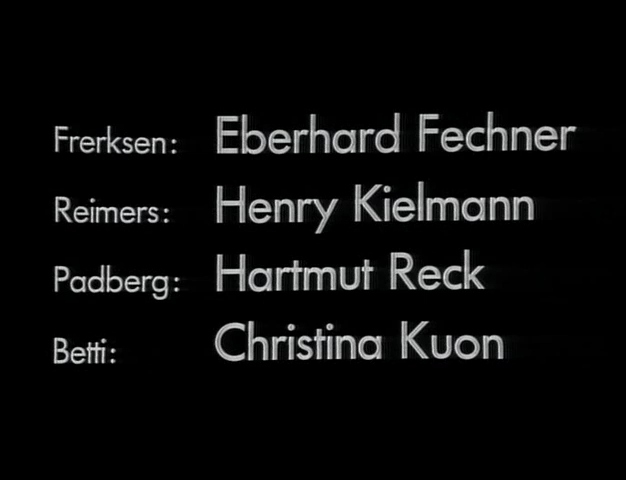 Frerksen: Eberhard Fechner
Reimers: Henry Kielmann
Padberg: Hartmut Reck
Betti: Christina Kuon